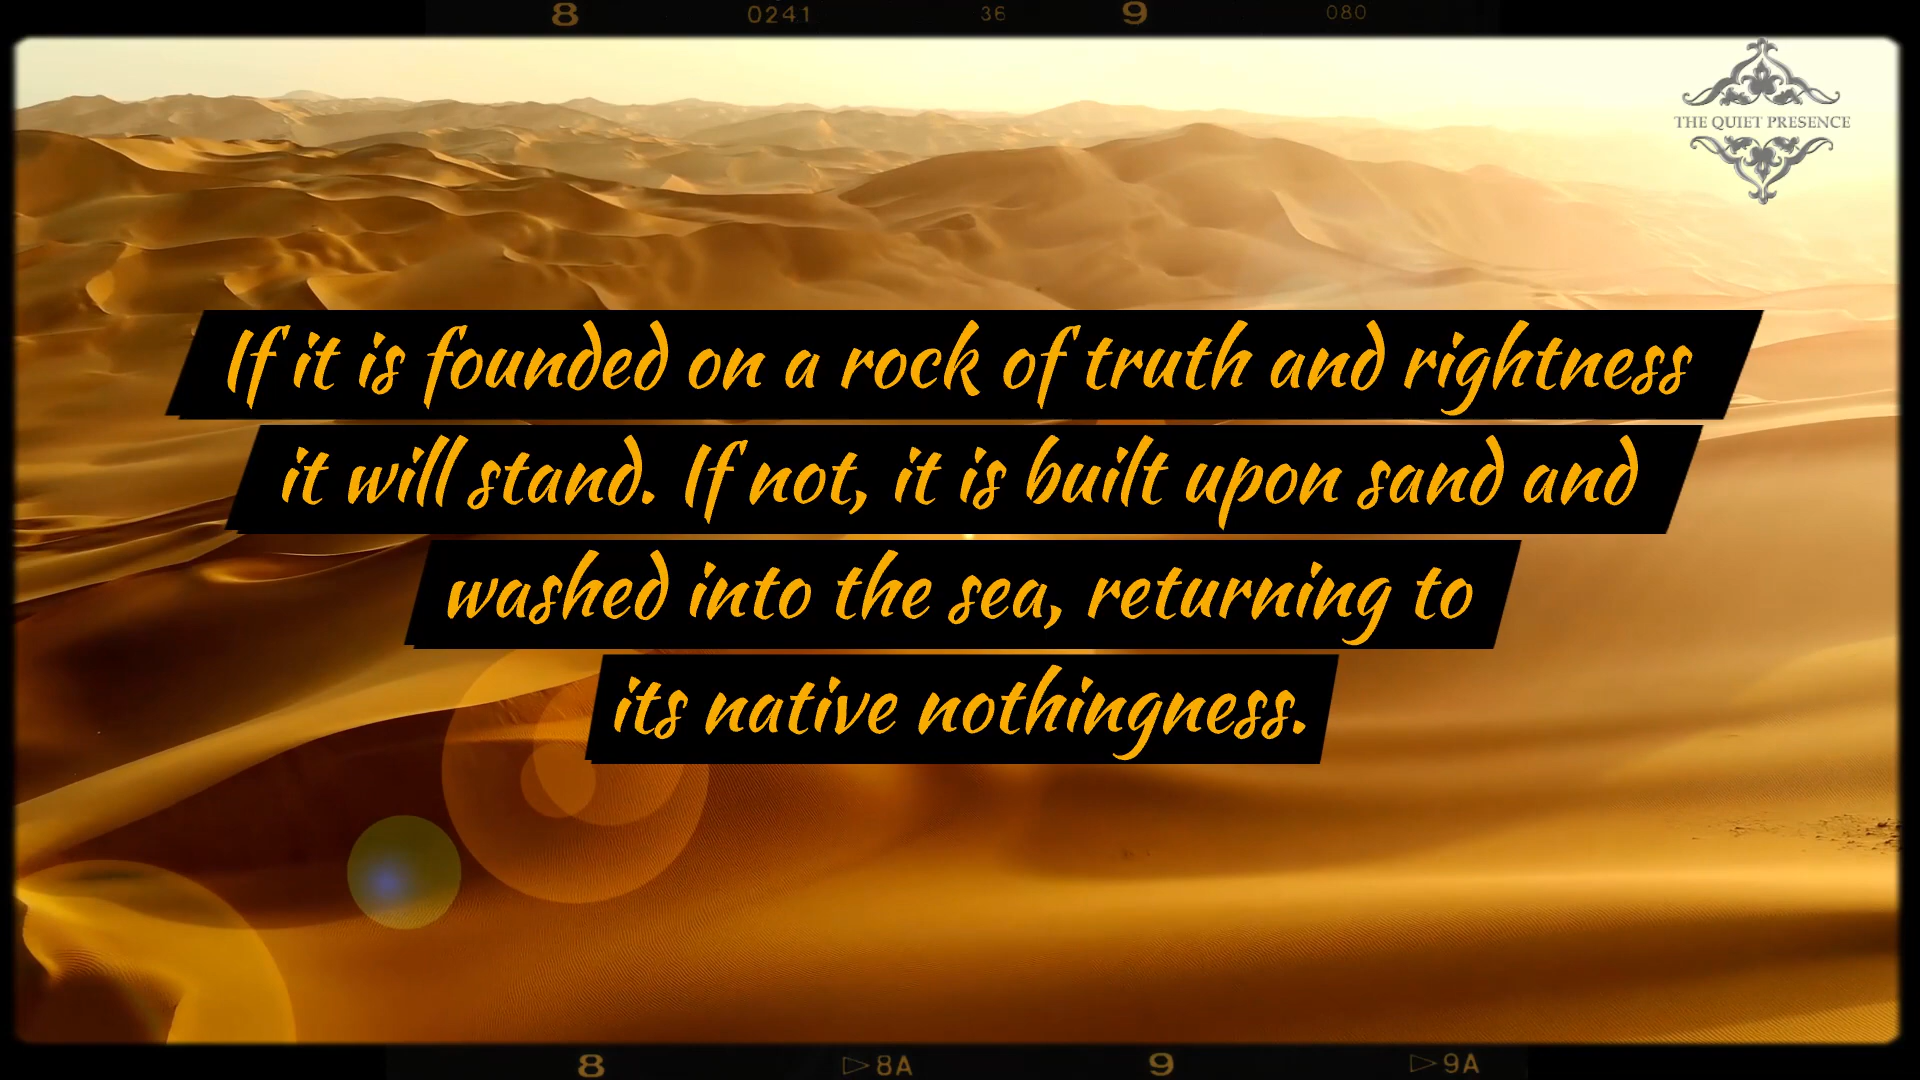 8 0241 36 9 080
THE QUIET PRESENCE
If it is founded on a rock of truth and rightness
it will stand. If not, it is built upon sand and
washed into the sea, returning to
its native nothingness.
8 ▷8A 9 ▷9A